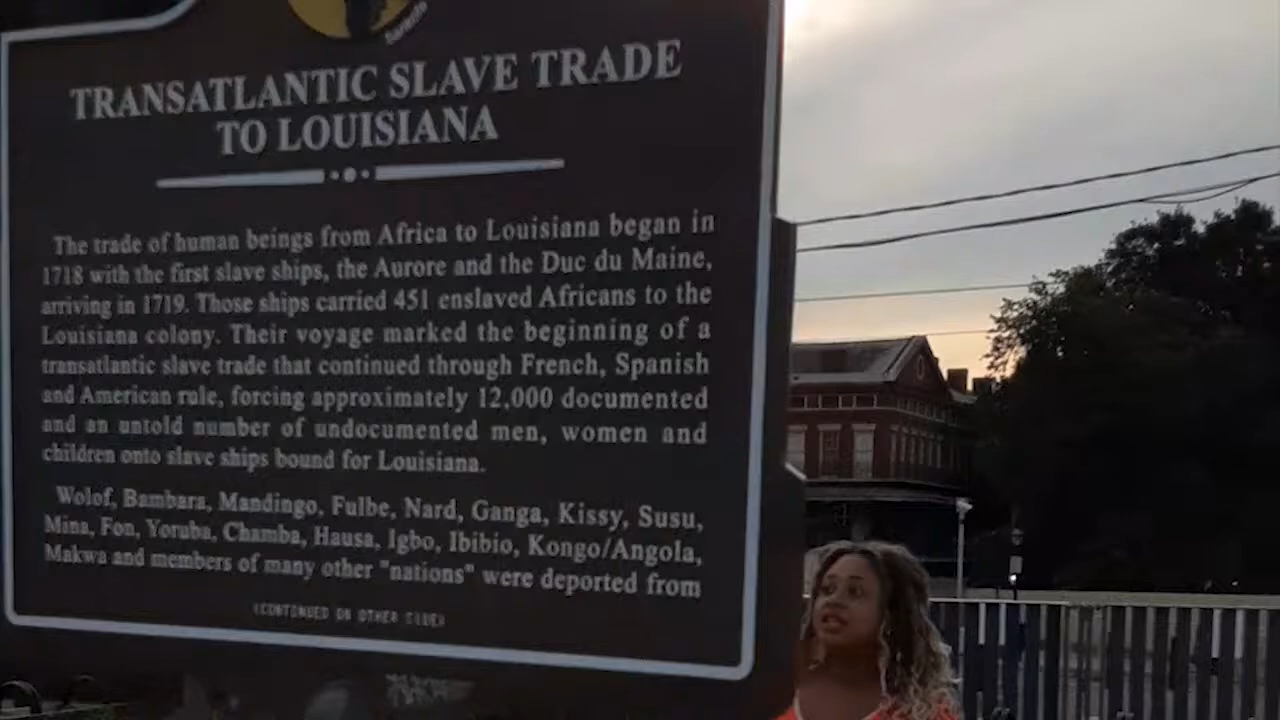 TRANSATLANTIC SLAVE TRADE
TO LOUISIANA
The trade of human beings from Africa to Louisiana began in
1718 with the first slave ships, the Aurore and the Duc du Maine,
arriving in 1719. Those ships carried 451 enslaved Africans to the
Louisiana colony. Their voyage marked the beginning of a
transatlantic slave trade that continued through French, Spanish
and American rule, forcing approximately 12,000 documented
and an untold number of undocumented men, women and
children onto slave ships bound for Louisiana.
Wolof, Bambara, Mandingo, Fulbe, Nard, Ganga, Kissy, Susu,
Mina, Fon, Yoruba, Chamba, Hausa, Igbo, Ibibio, Kongo/Angola,
Makwa and members of many other "nations" were deported from
(CONTINUED ON OTHER SIDE)